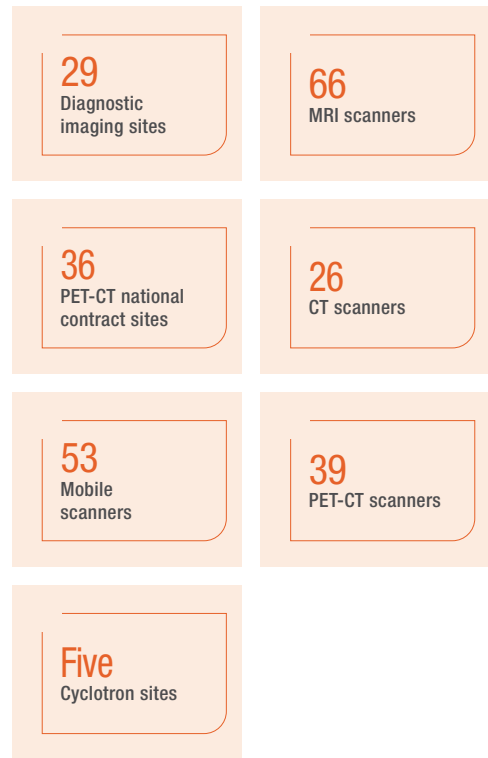 29
Diagnostic
imaging sites
66
MRI scanners
36
PET-CT national
contract sites
26
CT scanners
53
Mobile
scanners
39
PET-CT scanners
Five
Cyclotron sites